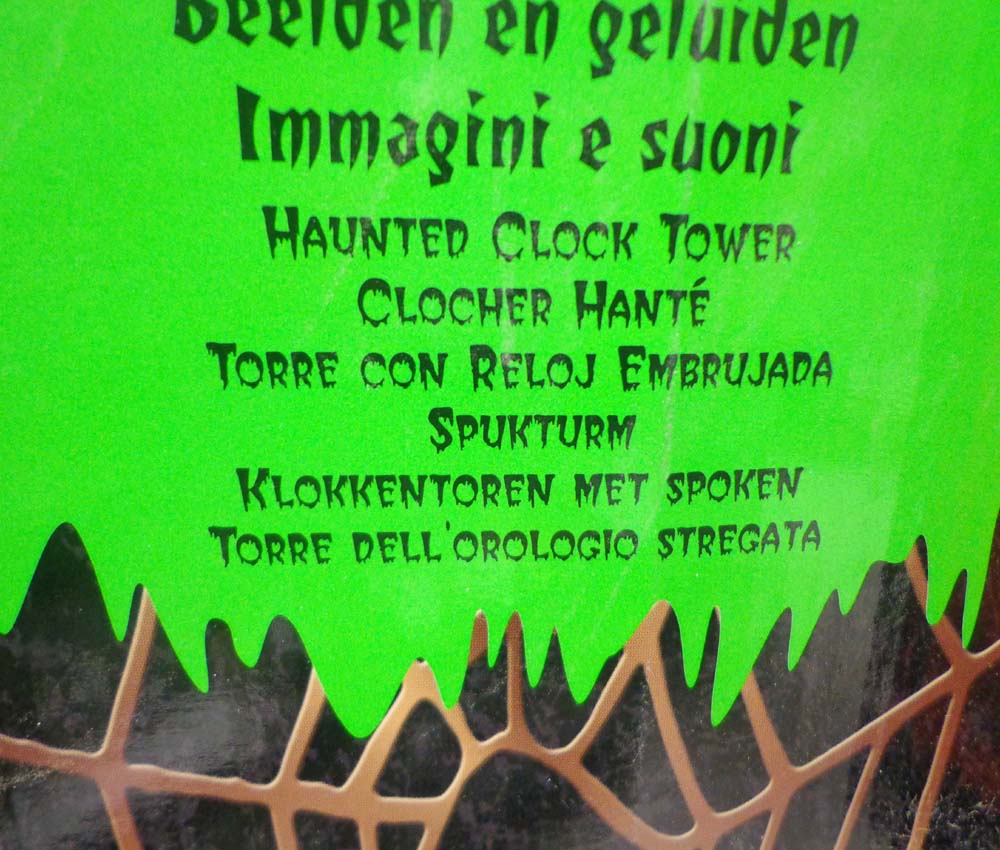 Beelden en geluiden
Immagini e suoni
HAUNTED CLOCK TOWER
CLOCHER HANTÉ
TORRE CON RELOJ EMBRUJADA
SPUKTURM
KLOKKENTOREN MET SPOKEN
TORRE DELL'OROLOGIO STREGATA